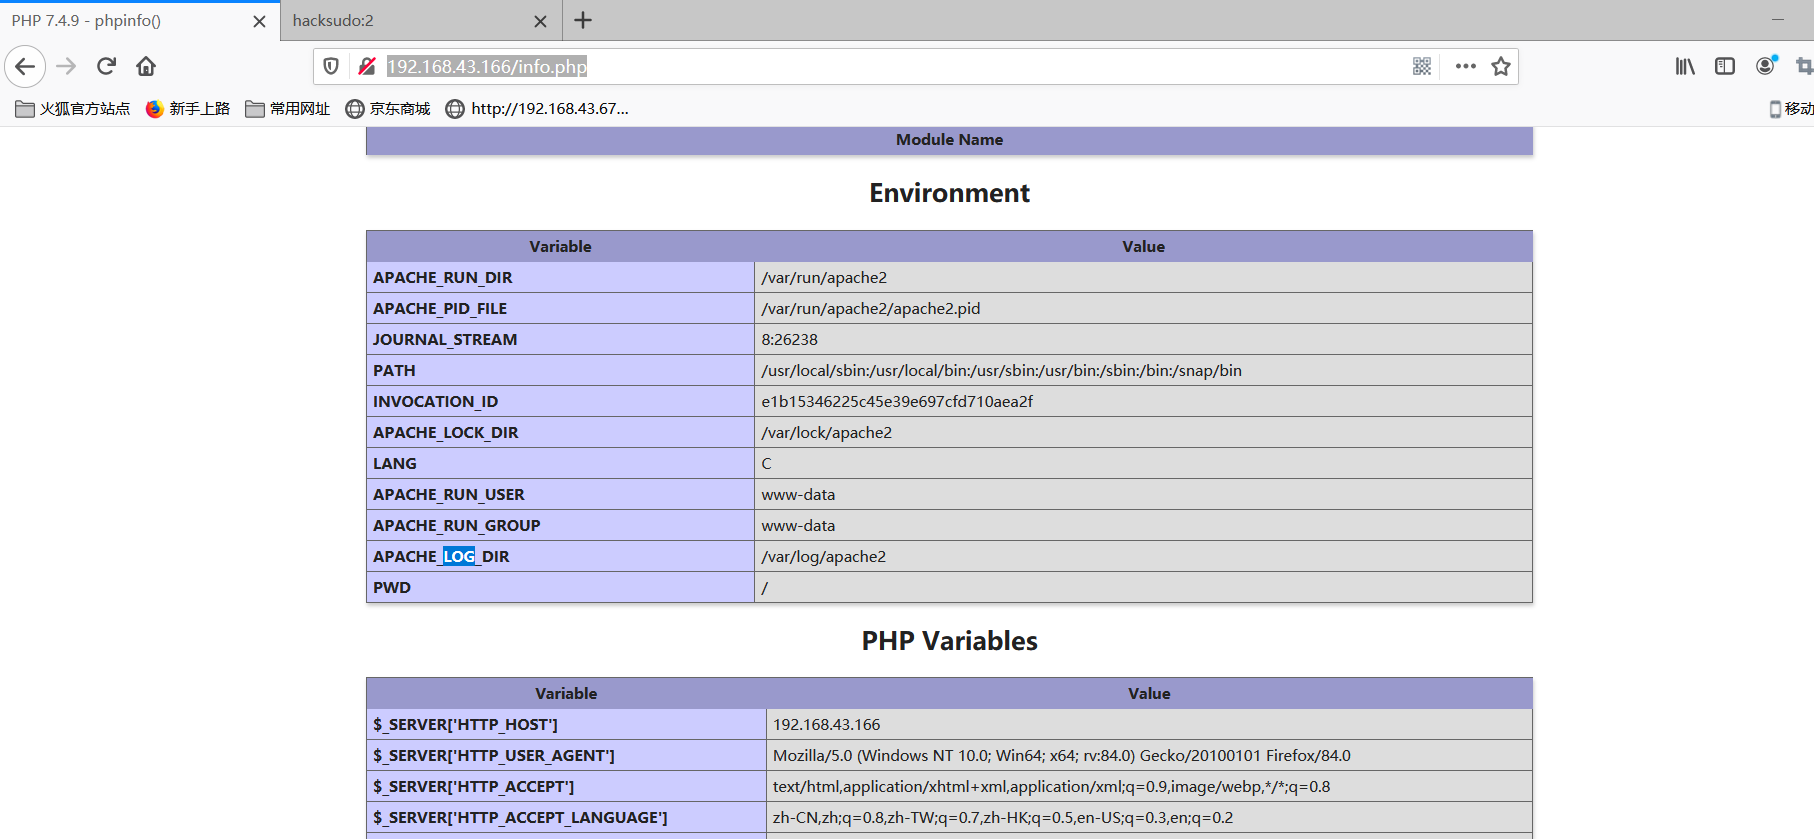 PHP 7.4.9 - phpinfo()
hacksudo:2
192.168.43.166/info.php
火狐官方站点 新手上路 常用网址 京东商城 http://192.168.43.67... 移动
Module Name
Environment
Variable Value
APACHE_RUN_DIR /var/run/apache2
APACHE_PID_FILE /var/run/apache2/apache2.pid
JOURNAL_STREAM 8:26238
PATH /usr/local/sbin:/usr/local/bin:/usr/sbin:/usr/bin:/sbin:/bin:/snap/bin
INVOCATION_ID e1b15346225c45e39e697cfd710aea2f
APACHE_LOCK_DIR /var/lock/apache2
LANG C
APACHE_RUN_USER www-data
APACHE_RUN_GROUP www-data
APACHE_LOG_DIR /var/log/apache2
PWD /
PHP Variables
Variable Value
$_SERVER['HTTP_HOST'] 192.168.43.166
$_SERVER['HTTP_USER_AGENT'] Mozilla/5.0 (Windows NT 10.0; Win64; x64; rv:84.0) Gecko/20100101 Firefox/84.0
$_SERVER['HTTP_ACCEPT'] text/html,application/xhtml+xml,application/xml;q=0.9,image/webp,*/*;q=0.8
$_SERVER['HTTP_ACCEPT_LANGUAGE'] zh-CN,zh;q=0.8,zh-TW;q=0.7,zh-HK;q=0.5,en-US;q=0.3,en;q=0.2